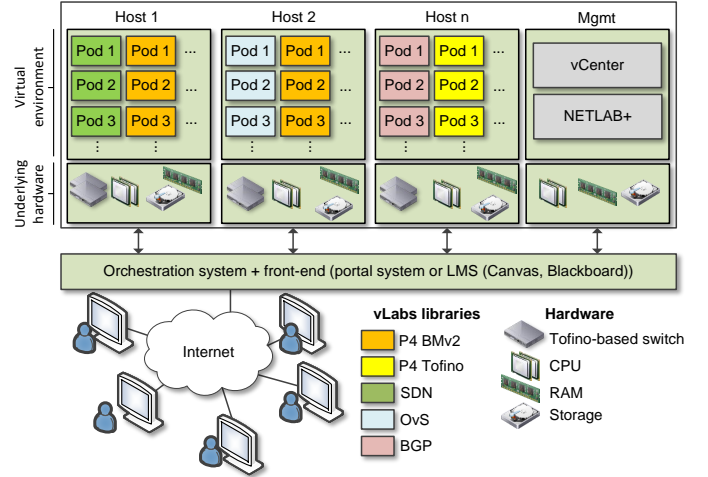 Host 1
Host 2
Host n
Mgmt
Virtual
environment
Pod 1 Pod 1 ...
Pod 2 Pod 2 ...
Pod 3 Pod 3 ...
⋮ ⋮
Pod 1 Pod 1 ...
Pod 2 Pod 2 ...
Pod 3 Pod 3 ...
⋮ ⋮
Pod 1 Pod 1 ...
Pod 2 Pod 2 ...
Pod 3 Pod 3 ...
⋮ ⋮
vCenter
NETLAB+
Underlying
hardware
Orchestration system + front-end (portal system or LMS (Canvas, Blackboard))
Internet
vLabs libraries
P4 BMv2
P4 Tofino
SDN
OvS
BGP
Hardware
Tofino-based switch
CPU
RAM
Storage